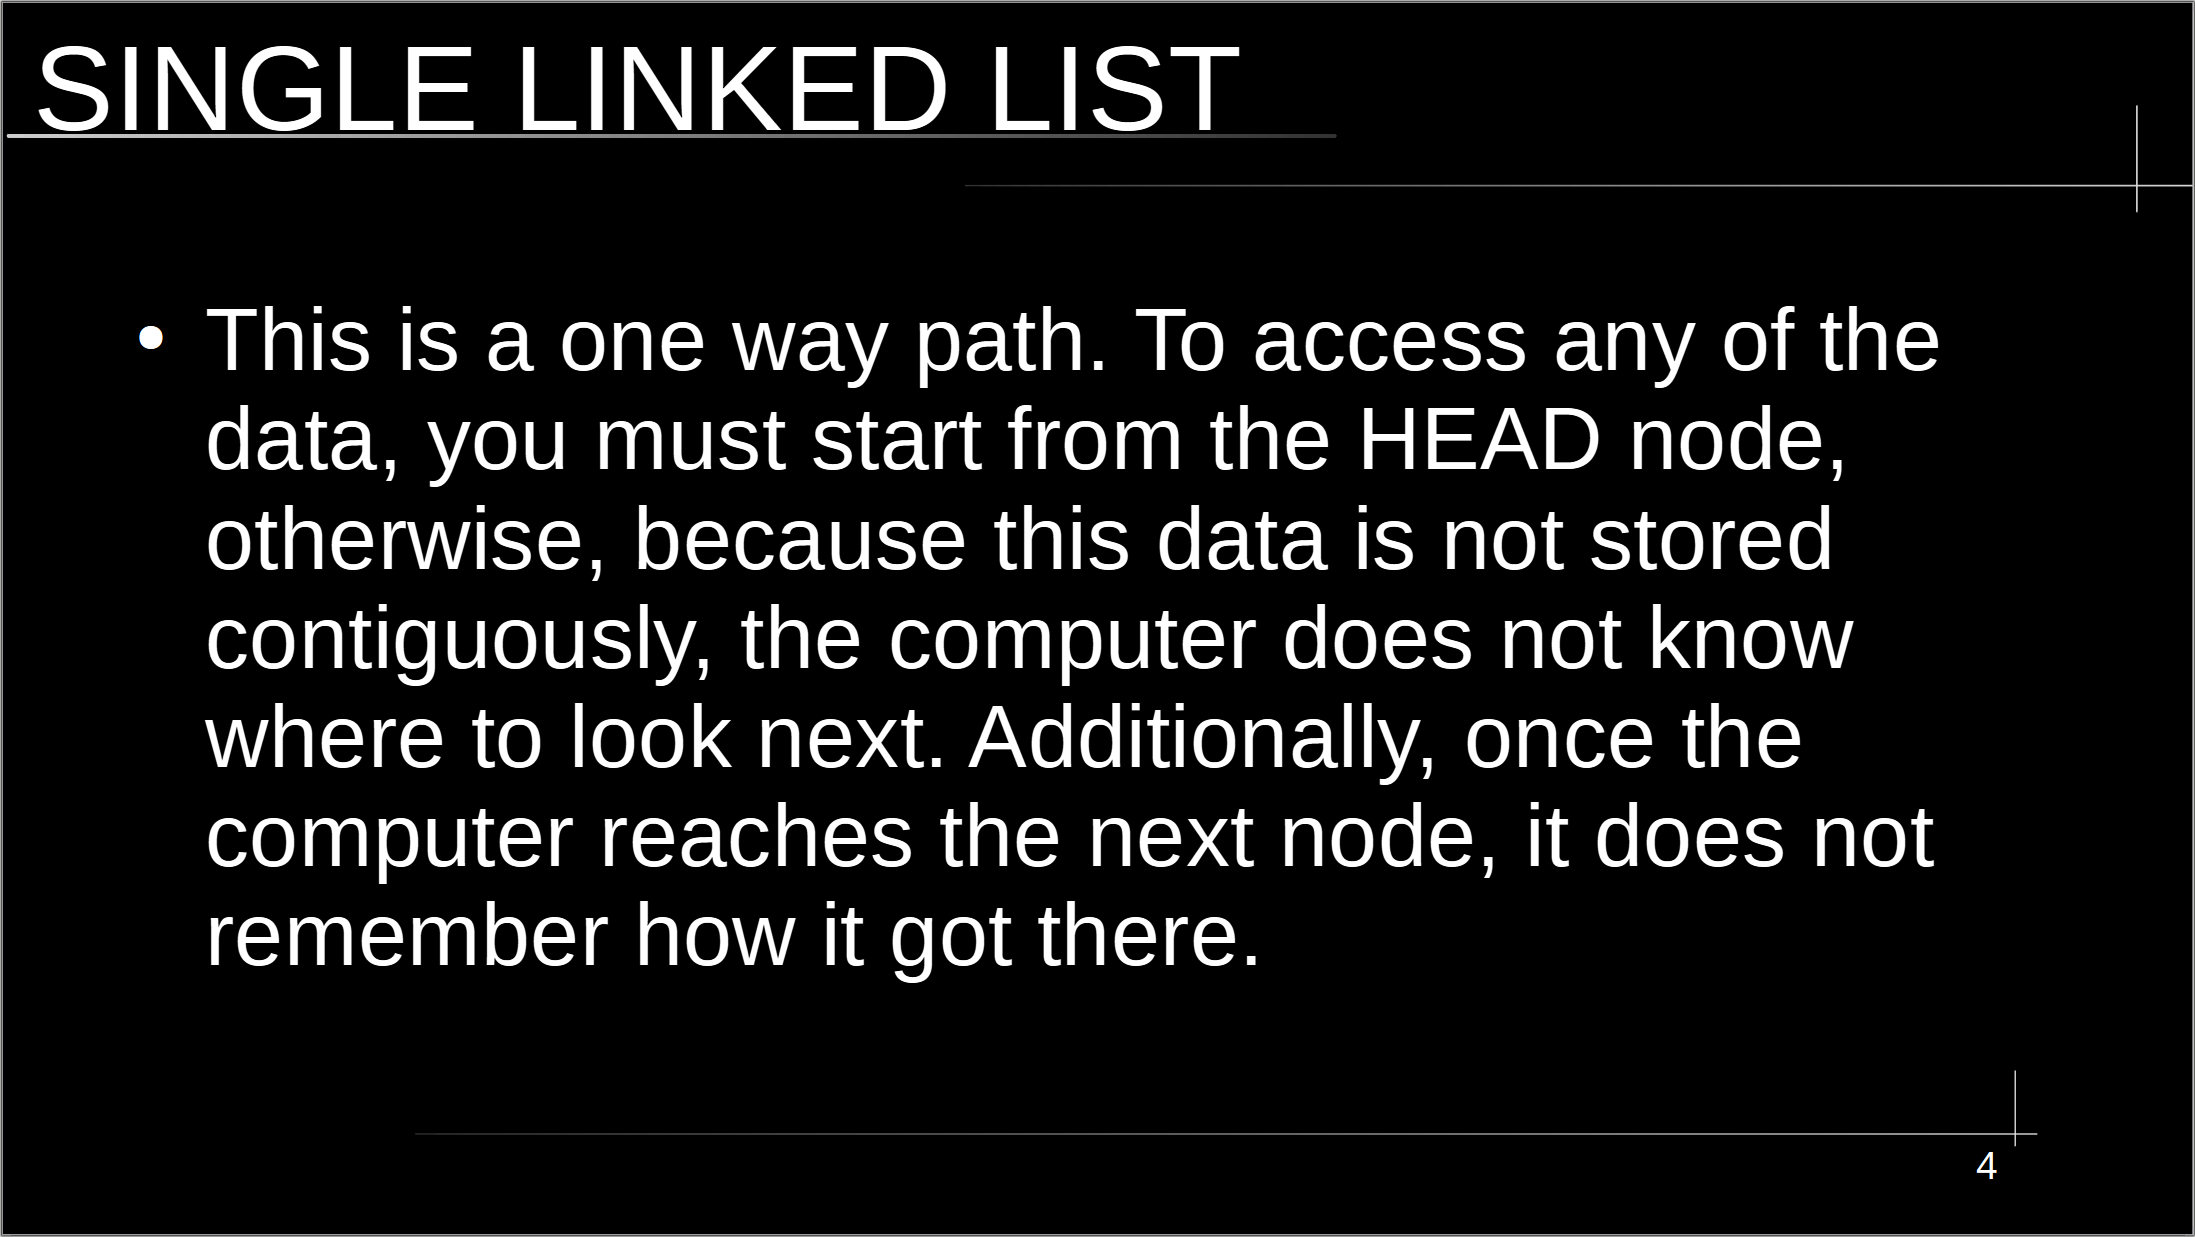 SINGLE LINKED LIST
• This is a one way path. To access any of the
data, you must start from the HEAD node,
otherwise, because this data is not stored
contiguously, the computer does not know
where to look next. Additionally, once the
computer reaches the next node, it does not
remember how it got there.
4